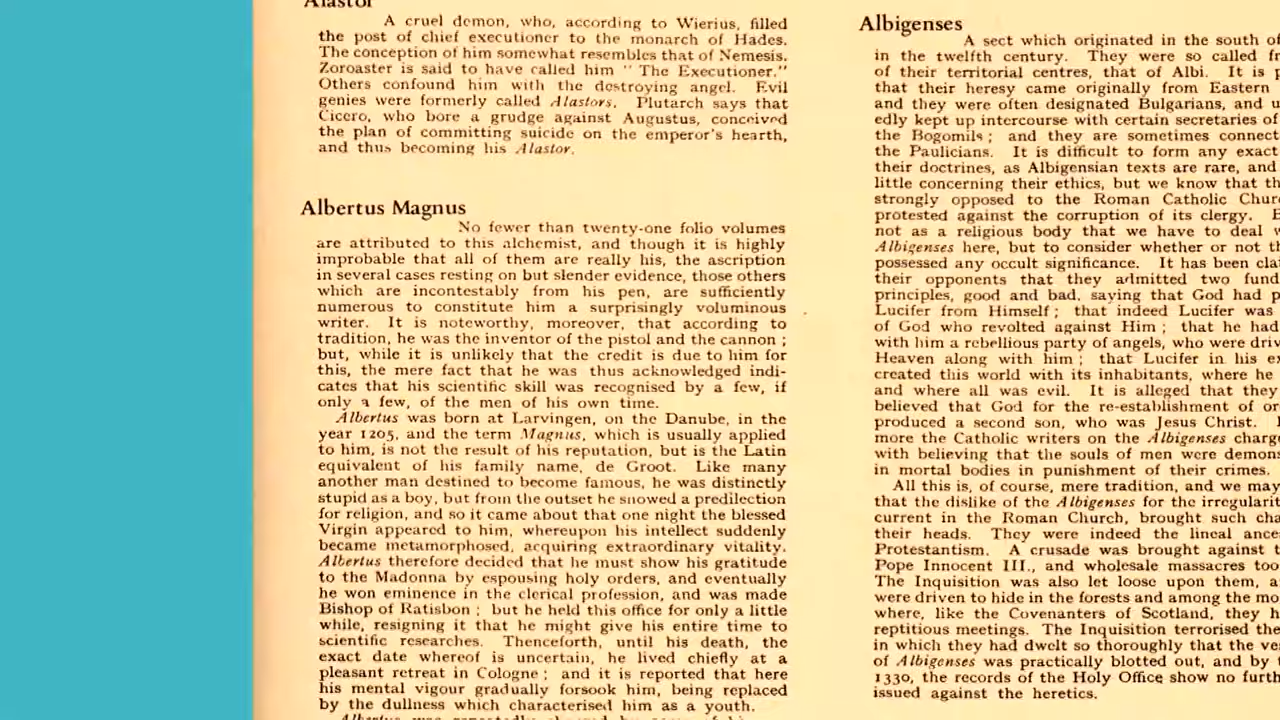 Alastor
A cruel demon, who, according to Wierius, filled
the post of chief executioner to the monarch of Hades.
The conception of him somewhat resembles that of Nemesis.
Zoroaster is said to have called him " The Executioner."
Others confound him with the destroying angel. Evil
genies were formerly called Alastors. Plutarch says that
Cicero, who bore a grudge against Augustus, conceived
the plan of committing suicide on the emperor's hearth,
and thus becoming his Alastor.
Albertus Magnus
No fewer than twenty-one folio volumes
are attributed to this alchemist, and though it is highly
improbable that all of them are really his, the ascription
in several cases resting on but slender evidence, those others
which are incontestably from his pen, are sufficiently
numerous to constitute him a surprisingly voluminous
writer. It is noteworthy, moreover, that according to
tradition, he was the inventor of the pistol and the cannon ;
but, while it is unlikely that the credit is due to him for
this, the mere fact that he was thus acknowledged indi-
cates that his scientific skill was recognised by a few, if
only a few, of the men of his own time.
Albertus was born at Larvingen, on the Danube, in the
year 1205, and the term Magnus, which is usually applied
to him, is not the result of his reputation, but is the Latin
equivalent of his family name, de Groot. Like many
another man destined to become famous, he was distinctly
stupid as a boy, but from the outset he showed a predilection
for religion, and so it came about that one night the blessed
Virgin appeared to him, whereupon his intellect suddenly
became metamorphosed, acquiring extraordinary vitality.
Albertus therefore decided that he must show his gratitude
to the Madonna by espousing holy orders, and eventually
he won eminence in the clerical profession, and was made
Bishop of Ratisbon ; but he held this office for only a little
while, resigning it that he might give his entire time to
scientific researches. Thenceforth, until his death, the
exact date whereof is uncertain, he lived chiefly at a
pleasant retreat in Cologne ; and it is reported that here
his mental vigour gradually forsook him, being replaced
by the dullness which characterised him as a youth.
Albertus was repeatedly
Albigenses
A sect which originated in the south of
in the twelfth century. They were so called fr
of their territorial centres, that of Albi. It is p
that their heresy came originally from Eastern
and they were often designated Bulgarians, and u
edly kept up intercourse with certain secretaries of
the Bogomils ; and they are sometimes connect
the Paulicians. It is difficult to form any exact
their doctrines, as Albigensian texts are rare, and
little concerning their ethics, but we know that th
strongly opposed to the Roman Catholic Chur
protested against the corruption of its clergy.
not as a religious body that we have to deal w
Albigenses here, but to consider whether or not th
possessed any occult significance. It has been clai
their opponents that they admitted two fund
principles, good and bad, saying that God had p
Lucifer from Himself ; that indeed Lucifer was
of God who revolted against Him ; that he had
with him a rebellious party of angels, who were driv
Heaven along with him ; that Lucifer in his ex
created this world with its inhabitants, where he
and where all was evil. It is alleged that they
believed that God for the re-establishment of or
produced a second son, who was Jesus Christ.
more the Catholic writers on the Albigenses charg
with believing that the souls of men were demons
in mortal bodies in punishment of their crimes.
All this is, of course, mere tradition, and we may
that the dislike of the Albigenses for the irregularit
current in the Roman Church, brought such cha
their heads. They were indeed the lineal ance
Protestantism. A crusade was brought against t
Pope Innocent III., and wholesale massacres too
The Inquisition was also let loose upon them, a
were driven to hide in the forests and among the mo
where, like the Covenanters of Scotland, they h
reptitious meetings. The Inquisition terrorised the
in which they had dwelt so thoroughly that the ve
of Albigenses was practically blotted out, and by t
1330, the records of the Holy Office show no furth
issued against the heretics.